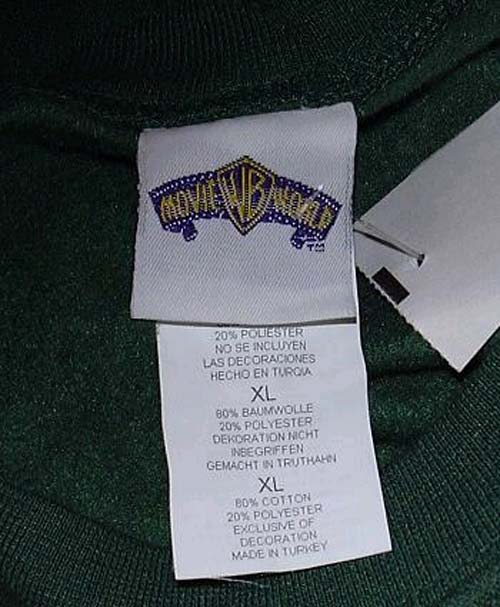 MOVIE WB WORLD
TM
20% POLIESTER
NO SE INCLUYEN
LAS DECORACIONES
HECHO EN TURQIA
XL
80% BAUMWOLLE
20% POLYESTER
DEKORATION NICHT
INBEGRIFFEN
GEMACHT IN TRUTHAHN
XL
80% COTTON
20% POLYESTER
EXCLUSIVE OF
DECORATION
MADE IN TURKEY